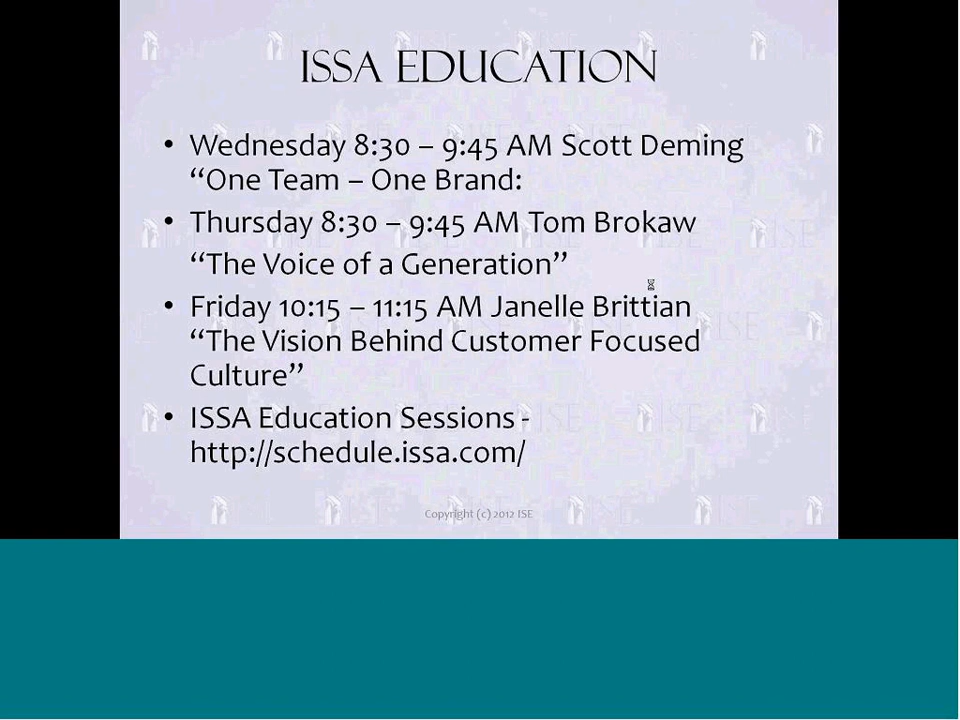 ISSA EDUCATION
• Wednesday 8:30 – 9:45 AM Scott Deming
“One Team – One Brand:
• Thursday 8:30 – 9:45 AM Tom Brokaw
“The Voice of a Generation”
• Friday 10:15 – 11:15 AM Janelle Brittian
“The Vision Behind Customer Focused
Culture”
• ISSA Education Sessions -
http://schedule.issa.com/
Copyright (c) 2012 ISE